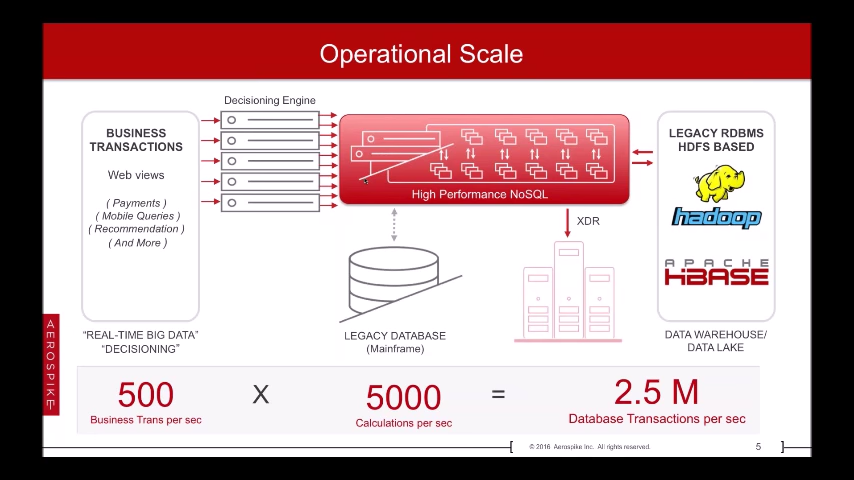 Operational Scale
Decisioning Engine
BUSINESS
TRANSACTIONS
Web views
( Payments )
( Mobile Queries )
( Recommendation )
( And More )
High Performance NoSQL
LEGACY RDBMS
HDFS BASED
hadoop
APACHE
HBASE
XDR
"REAL-TIME BIG DATA"
"DECISIONING"
LEGACY DATABASE
(Mainframe)
DATA WAREHOUSE/
DATA LAKE
AEROSPIKE
500 X 5000 = 2.5 M
Business Trans per sec Calculations per sec Database Transactions per sec
© 2016 Aerospike Inc. All rights reserved. 5